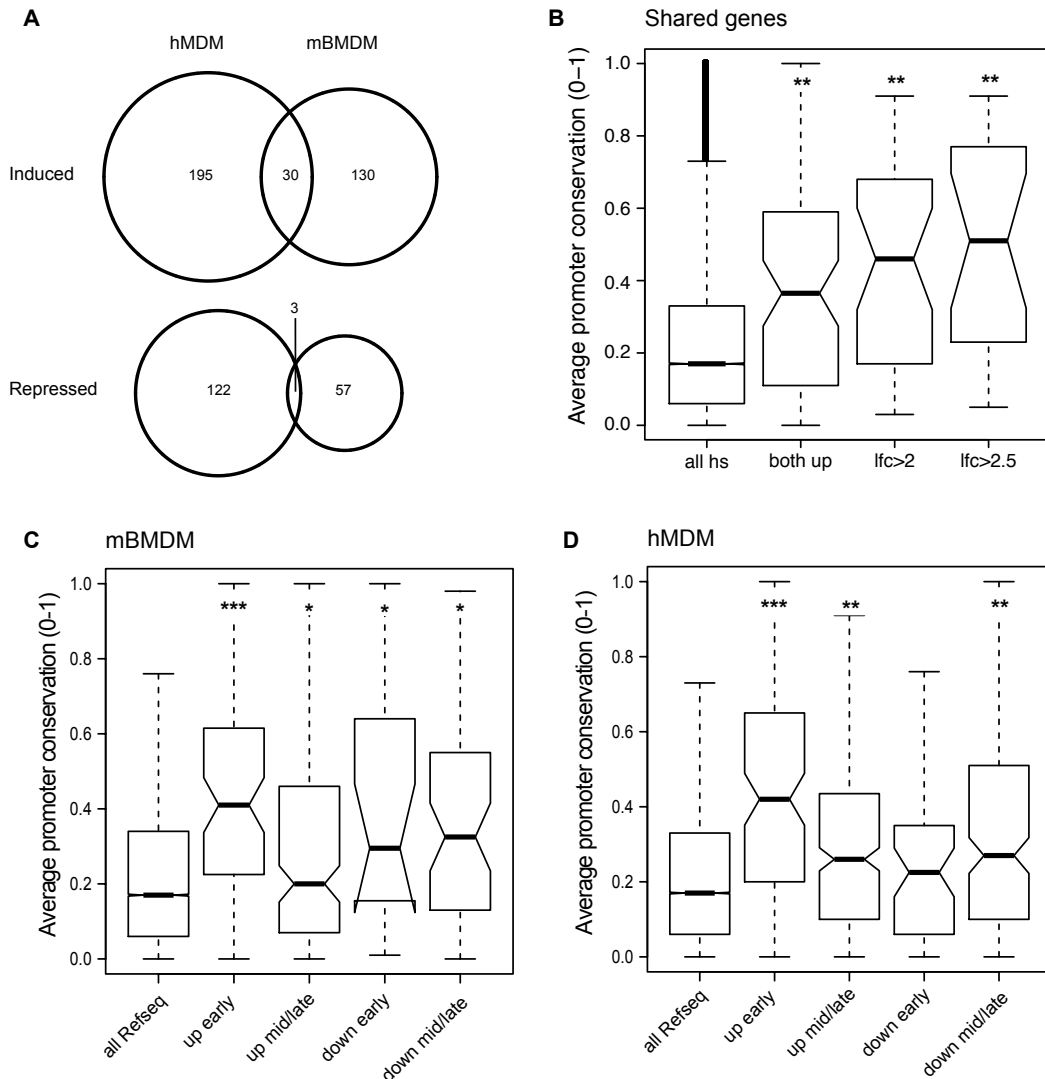 A
hMDM
mBMDM
Induced
195
30
130
3
Repressed
122
57
B
Shared genes
Average promoter conservation (0–1)
1.0
0.8
0.6
0.4
0.2
0.0
**
**
**
all hs
both up
lfc>2
lfc>2.5
C
mBMDM
Average promoter conservation (0-1)
1.0
0.8
0.6
0.4
0.2
0.0
***
*
*
*
all Refseq
up early
up mid/late
down early
down mid/late
D
hMDM
Average promoter conservation (0-1)
1.0
0.8
0.6
0.4
0.2
0.0
***
**
**
all Refseq
up early
up mid/late
down early
down mid/late